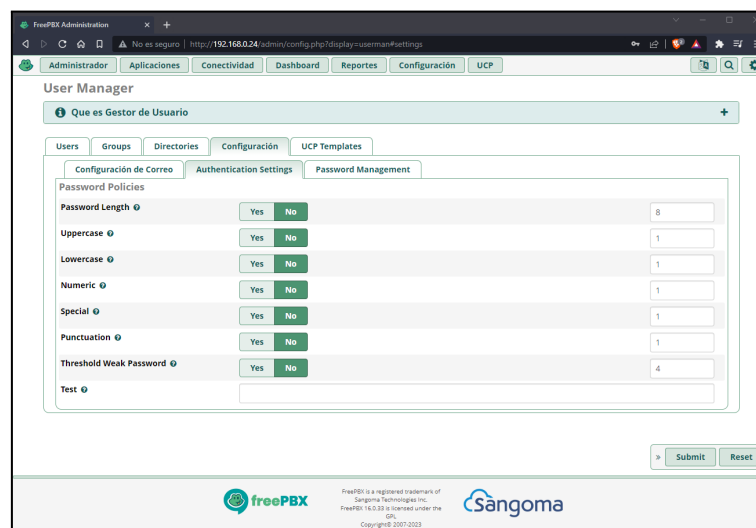 FreePBX Administration
No es seguro | http://192.168.0.24/admin/config.php?display=userman#settings
Administrador Aplicaciones Conectividad Dashboard Reportes Configuración UCP
User Manager
Que es Gestor de Usuario
Users Groups Directories Configuración UCP Templates
Configuración de Correo Authentication Settings Password Management
Password Policies
Password Length Yes No 8
Uppercase Yes No 1
Lowercase Yes No 1
Numeric Yes No 1
Special Yes No 1
Punctuation Yes No 1
Threshold Weak Password Yes No 4
Test
» Submit Reset
freePBX
FreePBX is a registered trademark of
Sangoma Technologies Inc.
FreePBX 16.0.33 is licensed under the
GPL
Copyright© 2007-2023
Sangoma